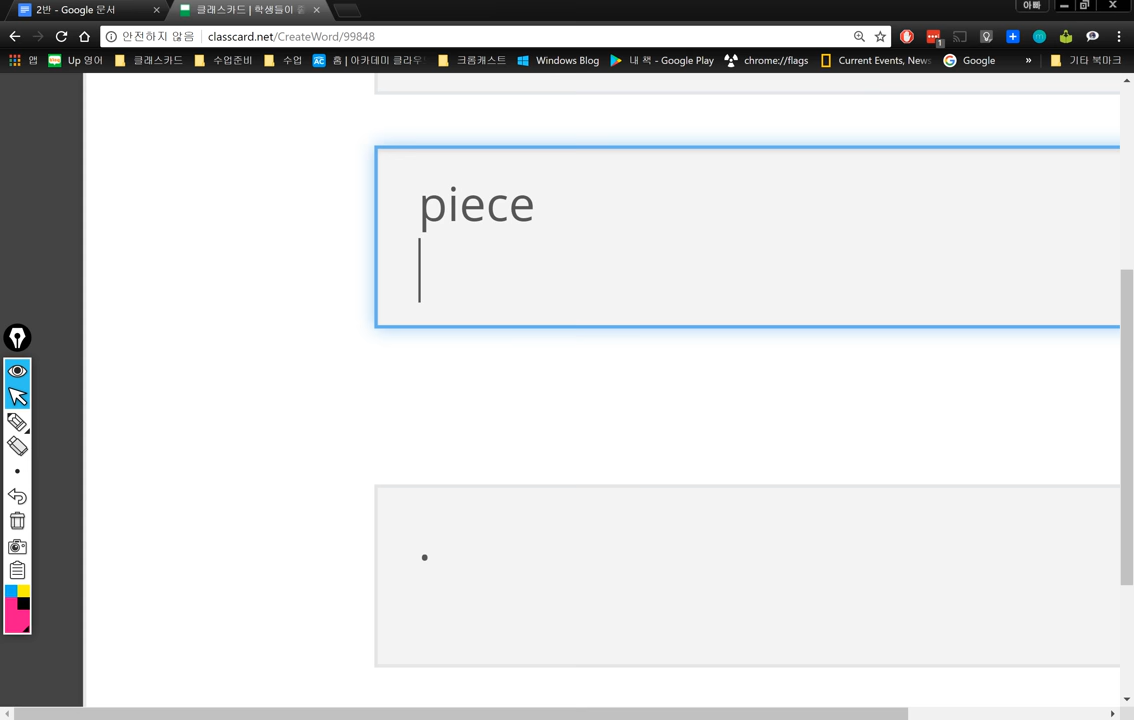 2반 - Google 문서
클래스카드 | 학생들이 좋
아빠
안전하지 않음 classcard.net/CreateWord/99848
1
앱 Up 영어 클래스카드 수업준비 수업 AC 홈 | 아카데미 클라우 크롬캐스트 Windows Blog 내 책 - Google Play chrome://flags Current Events, News Google » 기타 북마크
piece